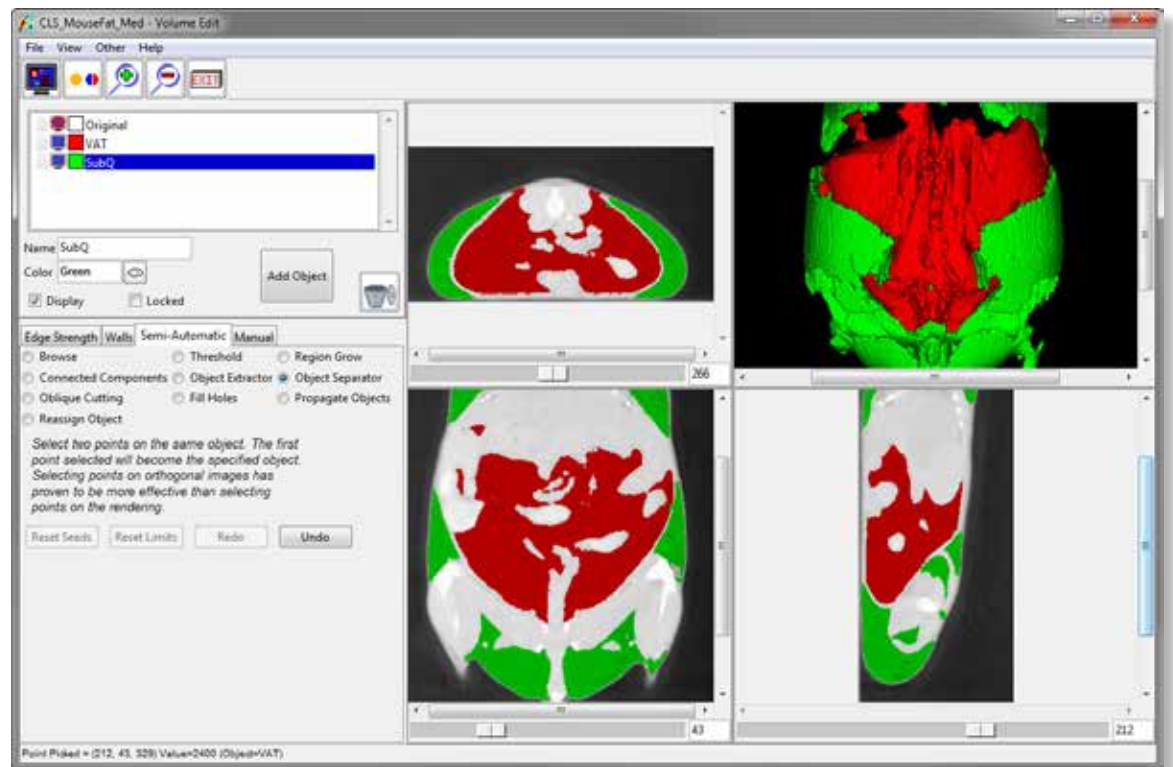 CLS_MouseFat_Med - Volume Edit
File View Other Help
EXIT
Original
VAT
SubQ
Name SubQ
Color Green
Add Object
Display Locked
Edge Strength Walls Semi-Automatic Manual
Browse Threshold Region Grow
Connected Components Object Extractor Object Separator
Oblique Cutting Fill Holes Propagate Objects
Reassign Object
Select two points on the same object. The first
point selected will become the specified object.
Selecting points on orthogonal images has
proven to be more effective than selecting
points on the rendering.
Reset Seeds Reset Limits Redo Undo
266
43
212
Point Picked = (212, 43, 329) Value=2400 (Object=VAT)